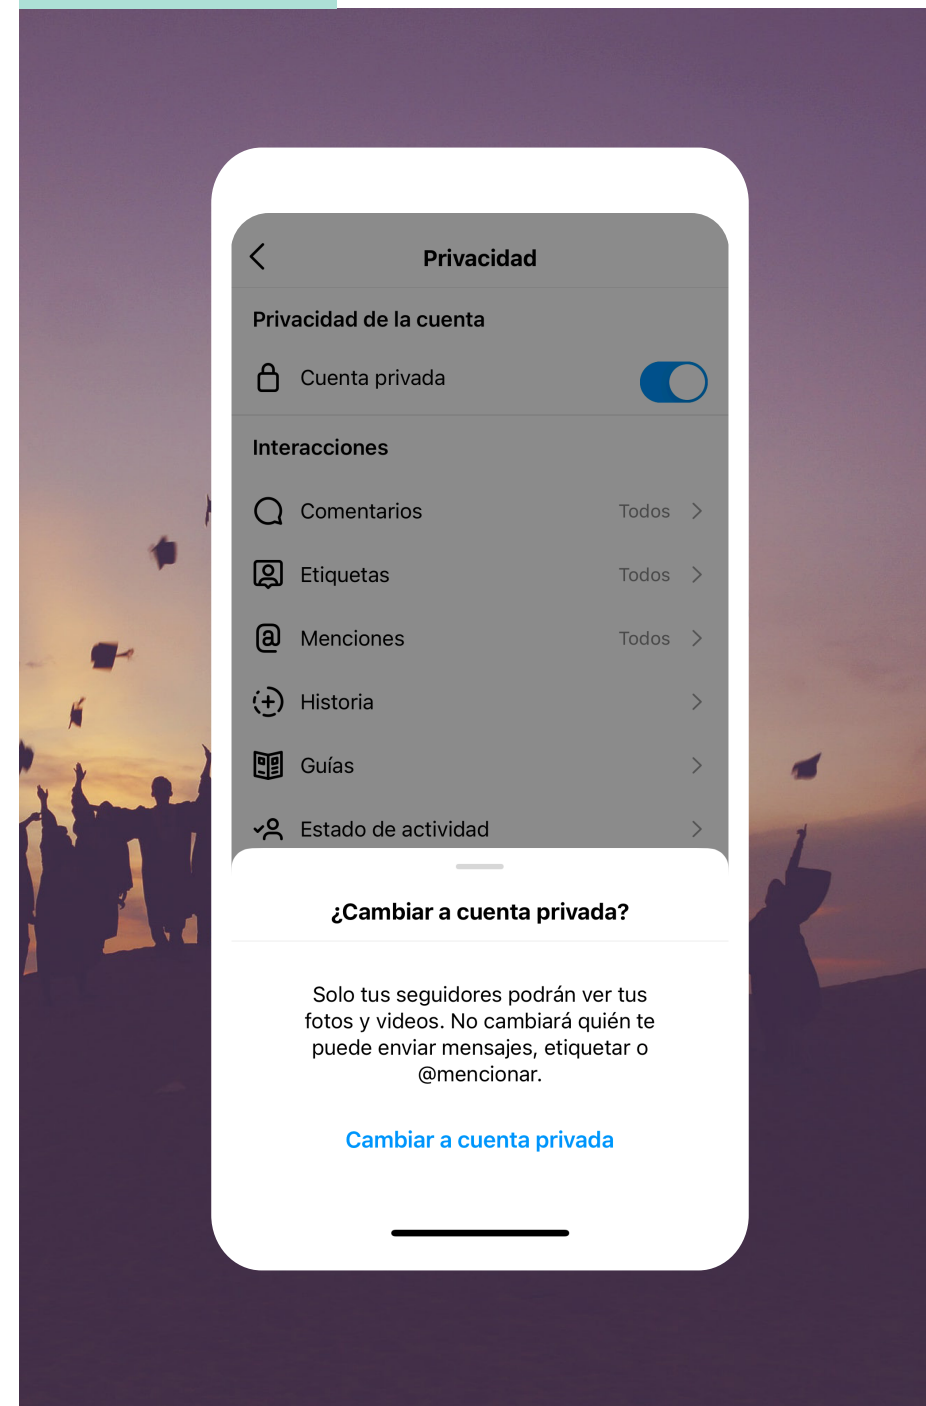 Privacidad
Privacidad de la cuenta
Cuenta privada
Interacciones
Comentarios Todos
Etiquetas Todos
Menciones Todos
Historia
Guías
Estado de actividad
¿Cambiar a cuenta privada?
Solo tus seguidores podrán ver tus
fotos y videos. No cambiará quién te
puede enviar mensajes, etiquetar o
@mencionar.
Cambiar a cuenta privada